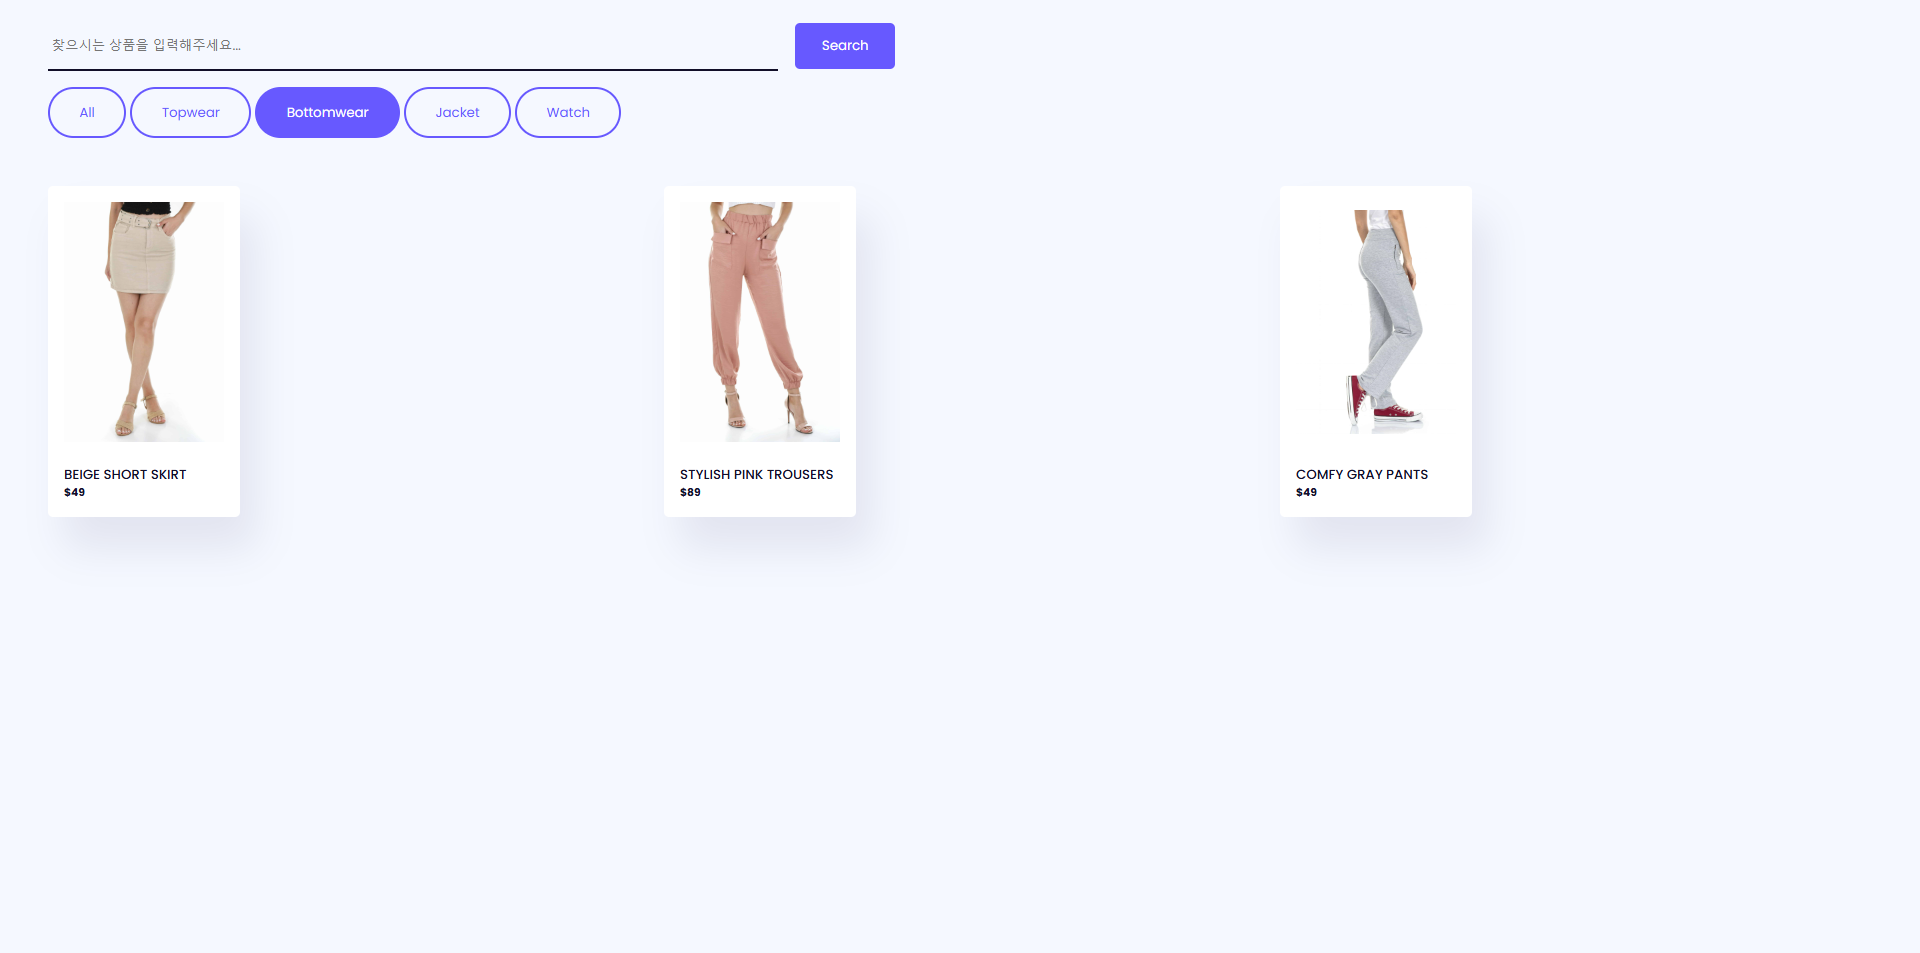 찾으시는 상품을 입력해주세요...
Search
All
Topwear
Bottomwear
Jacket
Watch
BEIGE SHORT SKIRT
$49
STYLISH PINK TROUSERS
$89
COMFY GRAY PANTS
$49